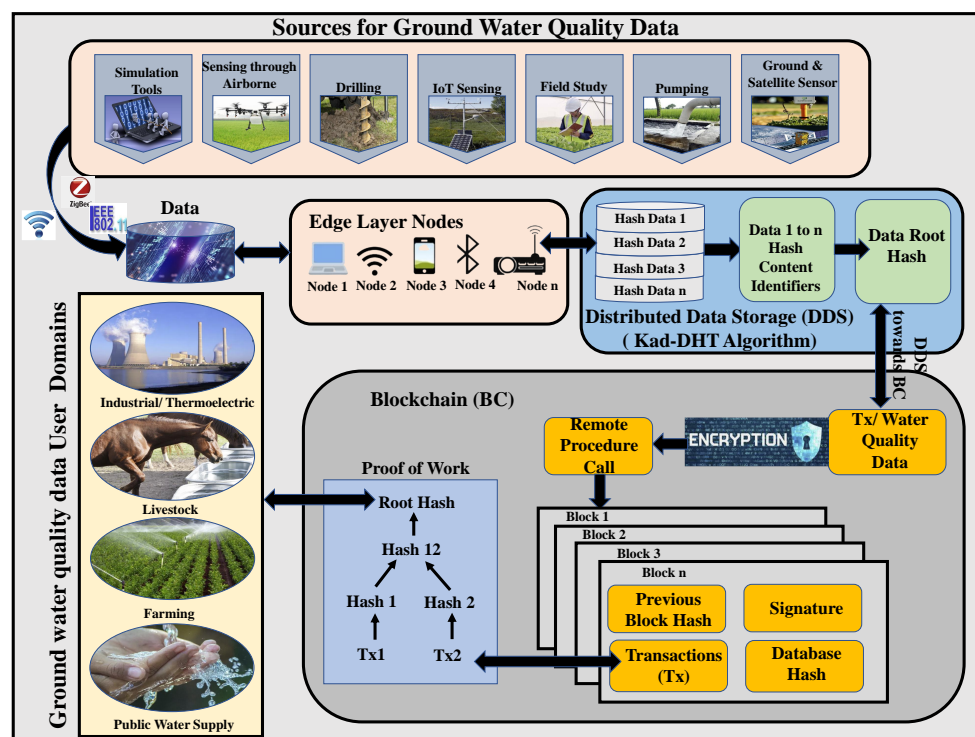 Sources for Ground Water Quality Data
Simulation
Tools
Sensing through
Airborne
Drilling
IoT Sensing
Field Study
Pumping
Ground &
Satellite Sensor
ZigBee
IEEE
802.11
Data
Edge Layer Nodes
Node 1
Node 2
Node 3
Node 4
Node n
Hash Data 1
Hash Data 2
Hash Data 3
Hash Data n
Data 1 to n
Hash
Content
Identifiers
Data Root
Hash
Distributed Data Storage (DDS)
( Kad-DHT Algorithm)
DDS
towards BC
Ground water quality data User Domains
Industrial/ Thermoelectric
Livestock
Farming
Public Water Supply
Blockchain (BC)
Remote
Procedure
Call
ENCRYPTION
Tx/ Water
Quality
Data
Proof of Work
Root Hash
Hash 12
Hash 1
Hash 2
Tx1
Tx2
Block 1
Block 2
Block 3
Block n
Previous
Block Hash
Signature
Transactions
(Tx)
Database
Hash